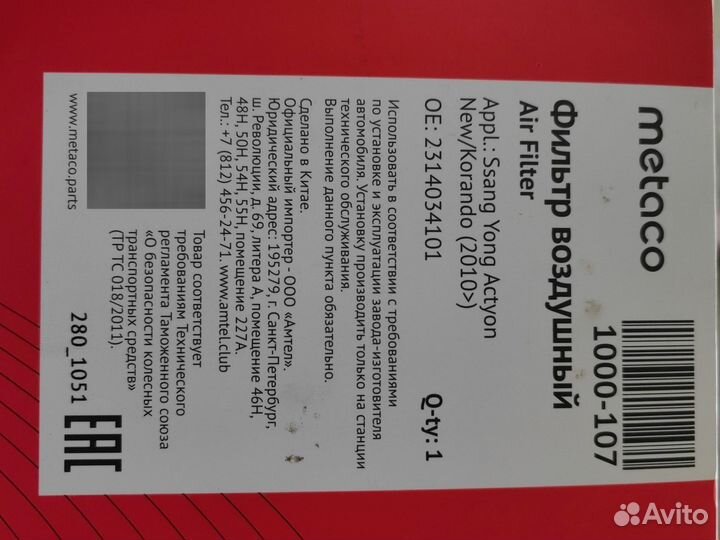 metaco
1000-107
Фильтр воздушный
Air Filter
Appl.: Ssang Yong Actyon
New/Korando (2010>)
OE: 2314034101
Q-ty: 1
Использовать в соответствии с требованиями
по установке и эксплуатации завода-изготовителя
автомобиля. Установку производить только на станции
технического обслуживания.
Выполнение данного пункта обязательно.
Сделано в Китае.
Официальный импортер - ООО «Амтел»,
Юридический адрес: 195279, г. Санкт-Петербург,
ш. Революции, д. 69, литера А, помещение 46Н,
48Н, 50Н, 54Н, 55Н, помещение 227А.
Тел.: +7 (812) 456-24-71. www.amtel.club
www.metaco.parts
Товар соответствует
требованиям Технического
регламента Таможенного союза
«О безопасности колесных
транспортных средств»
(ТР ТС 018/2011).
280_1051
EAC
Avito